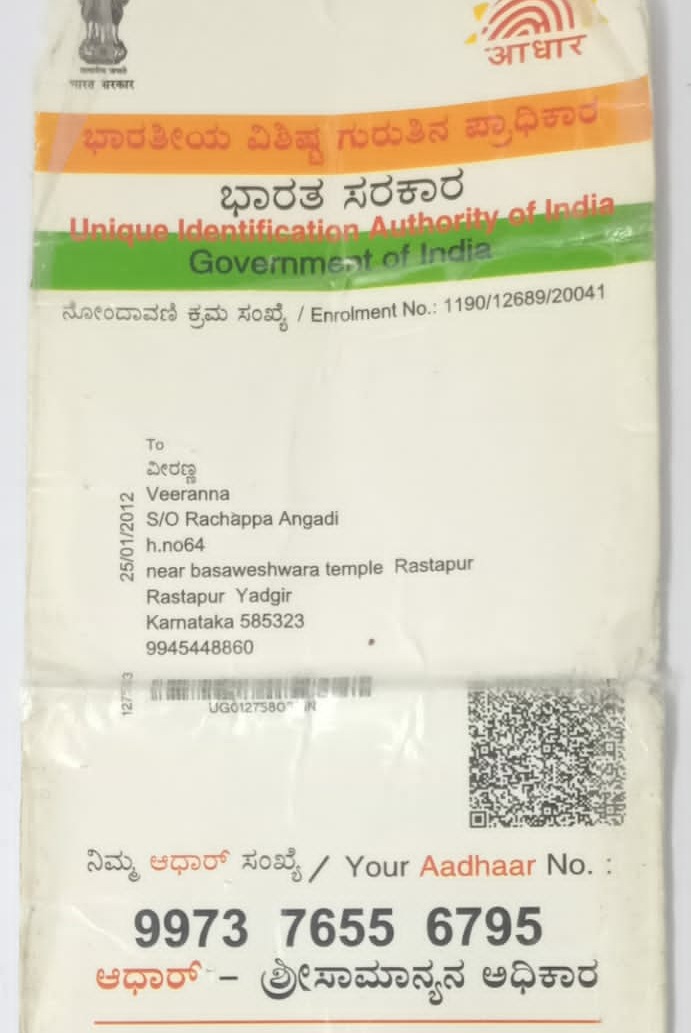 भारत सरकार
आधार
ಭಾರತೀಯ ವಿಶಿಷ್ಟ ಗುರುತಿನ ಪ್ರಾಧಿಕಾರ
ಭಾರತ ಸರಕಾರ
Unique Identification Authority of India
Government of India
ನೋಂದಾವಣಿ ಕ್ರಮ ಸಂಖ್ಯೆ / Enrolment No.: 1190/12689/20041
To
ವೀರಣ್ಣ
Veeranna
S/O Rachappa Angadi
h.no64
near basaweshwara temple Rastapur
Rastapur Yadgir
Karnataka 585323
9945448860
25/01/2012
ನಿಮ್ಮ ಆಧಾರ್ ಸಂಖ್ಯೆ / Your Aadhaar No. :
9973 7655 6795
ಆಧಾರ್ - ಶ್ರೀಸಾಮಾನ್ಯನ ಅಧಿಕಾರ